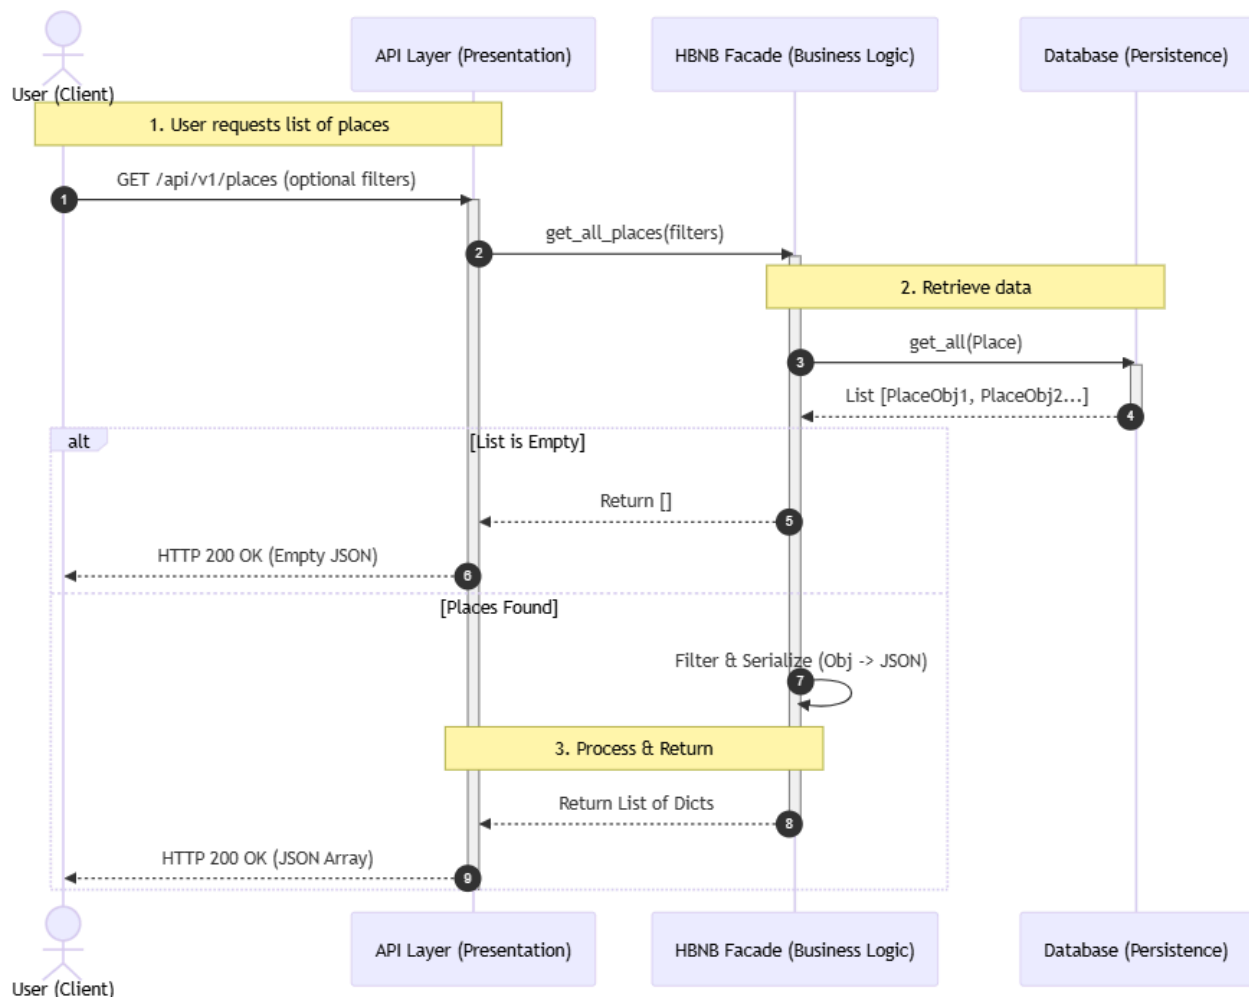 API Layer (Presentation)
HBNB Facade (Business Logic)
Database (Persistence)
User (Client)
1. User requests list of places
GET /api/v1/places (optional filters)
1
get_all_places(filters)
2
2. Retrieve data
get_all(Place)
3
List [PlaceObj1, PlaceObj2...]
4
alt
[List is Empty]
Return []
5
HTTP 200 OK (Empty JSON)
6
[Places Found]
Filter & Serialize (Obj -> JSON)
7
3. Process & Return
Return List of Dicts
8
HTTP 200 OK (JSON Array)
9
API Layer (Presentation)
HBNB Facade (Business Logic)
Database (Persistence)
User (Client)